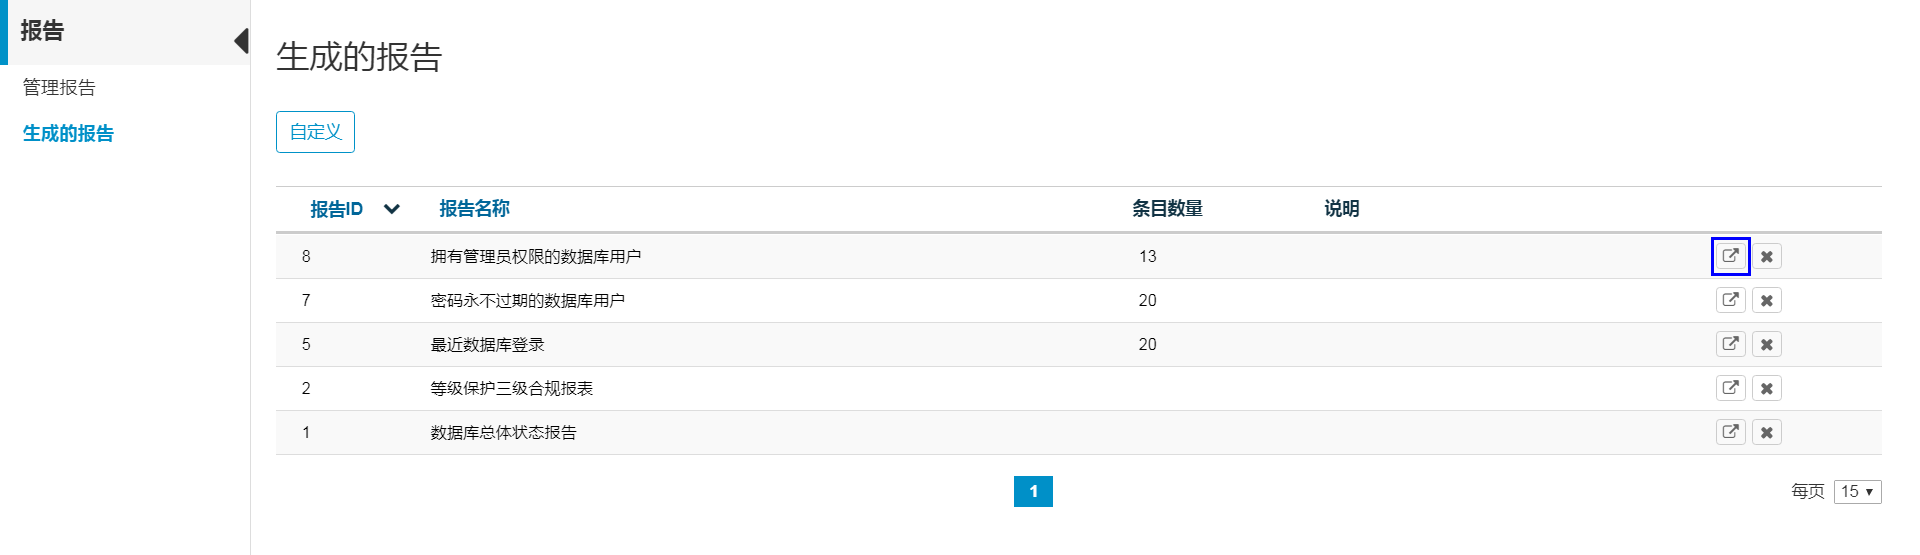 报告
管理报告
生成的报告
生成的报告
自定义
报告ID 报告名称 条目数量 说明
8 拥有管理员权限的数据库用户 13
7 密码永不过期的数据库用户 20
5 最近数据库登录 20
2 等级保护三级合规报表
1 数据库总体状态报告
1
每页 15